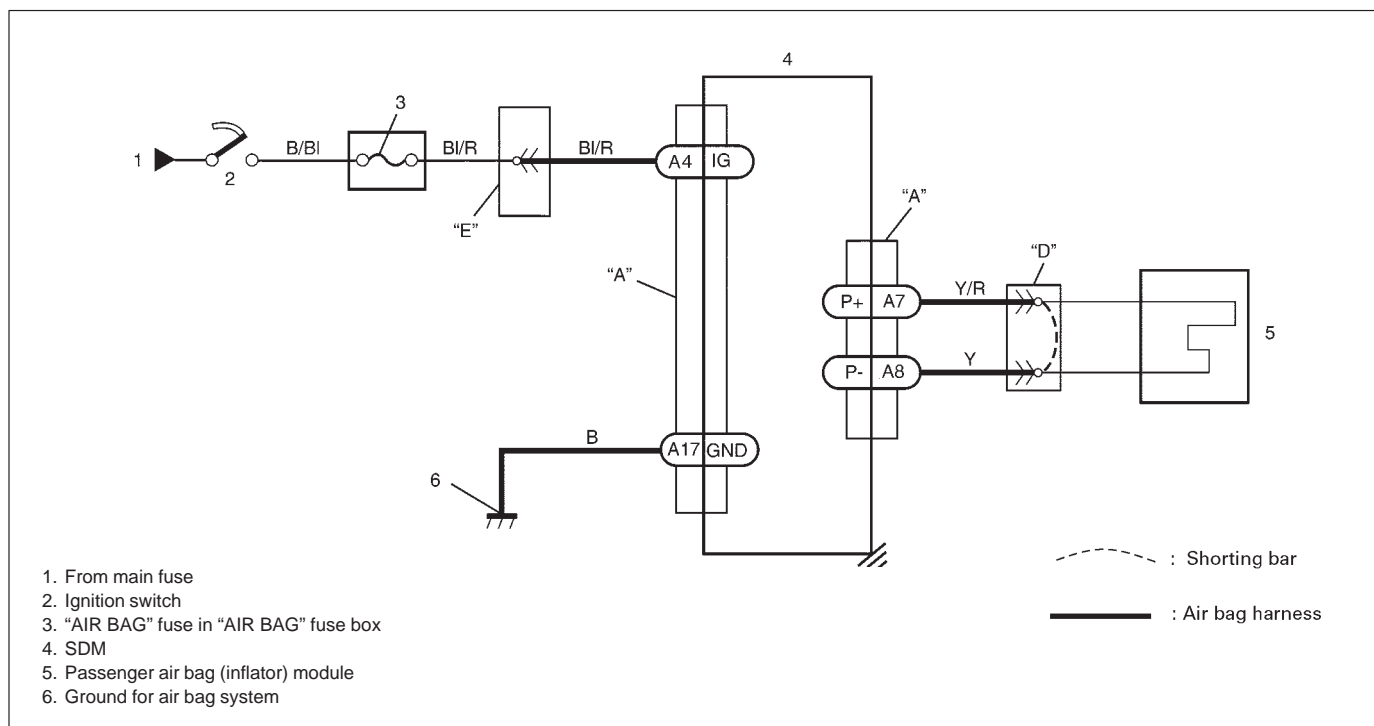 4
3
1
B/Bl
Bl/R
Bl/R
A4 IG
2
"E"
"A"
"A"
"D"
P+ A7
Y/R
5
P- A8
Y
B
A17 GND
6
1. From main fuse
2. Ignition switch
3. “AIR BAG” fuse in “AIR BAG” fuse box
4. SDM
5. Passenger air bag (inflator) module
6. Ground for air bag system
: Shorting bar
: Air bag harness